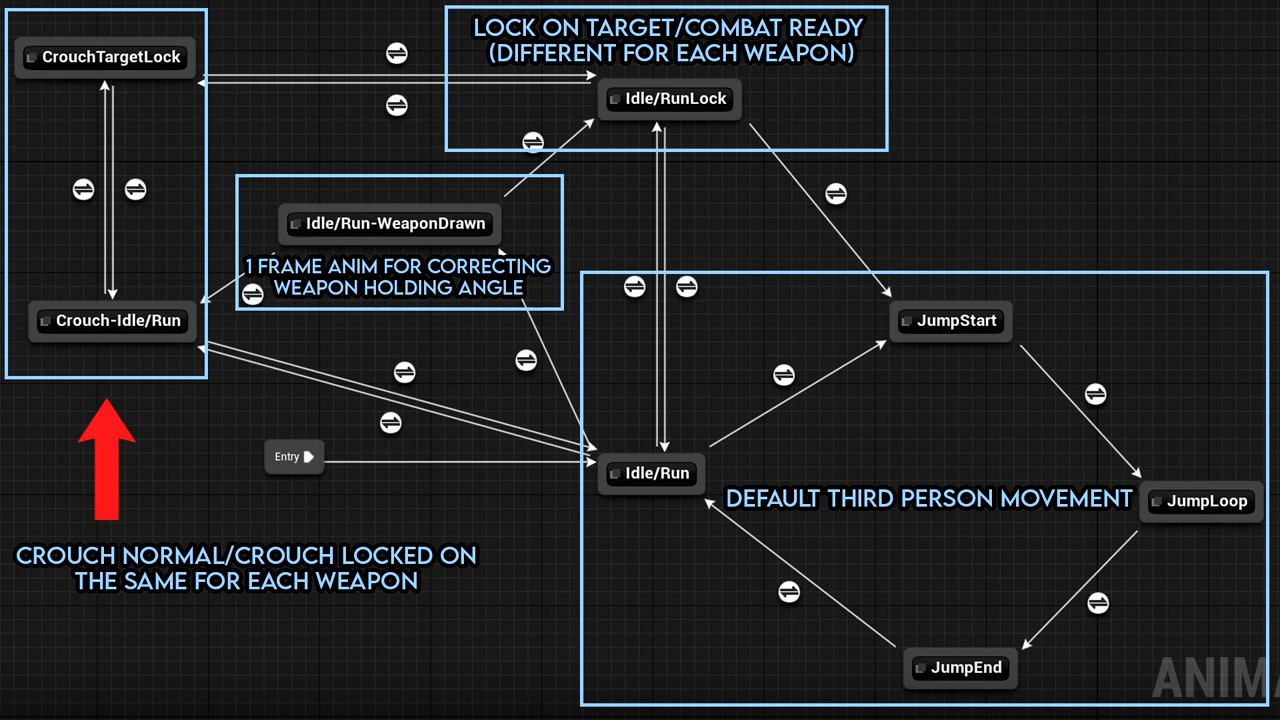 LOCK ON TARGET/COMBAT READY
(DIFFERENT FOR EACH WEAPON)
CrouchTargetLock
Idle/RunLock
Idle/Run-WeaponDrawn
1 FRAME ANIM FOR CORRECTING
WEAPON HOLDING ANGLE
Crouch-Idle/Run
JumpStart
Entry
Idle/Run
DEFAULT THIRD PERSON MOVEMENT
JumpLoop
CROUCH NORMAL/CROUCH LOCKED ON
THE SAME FOR EACH WEAPON
JumpEnd